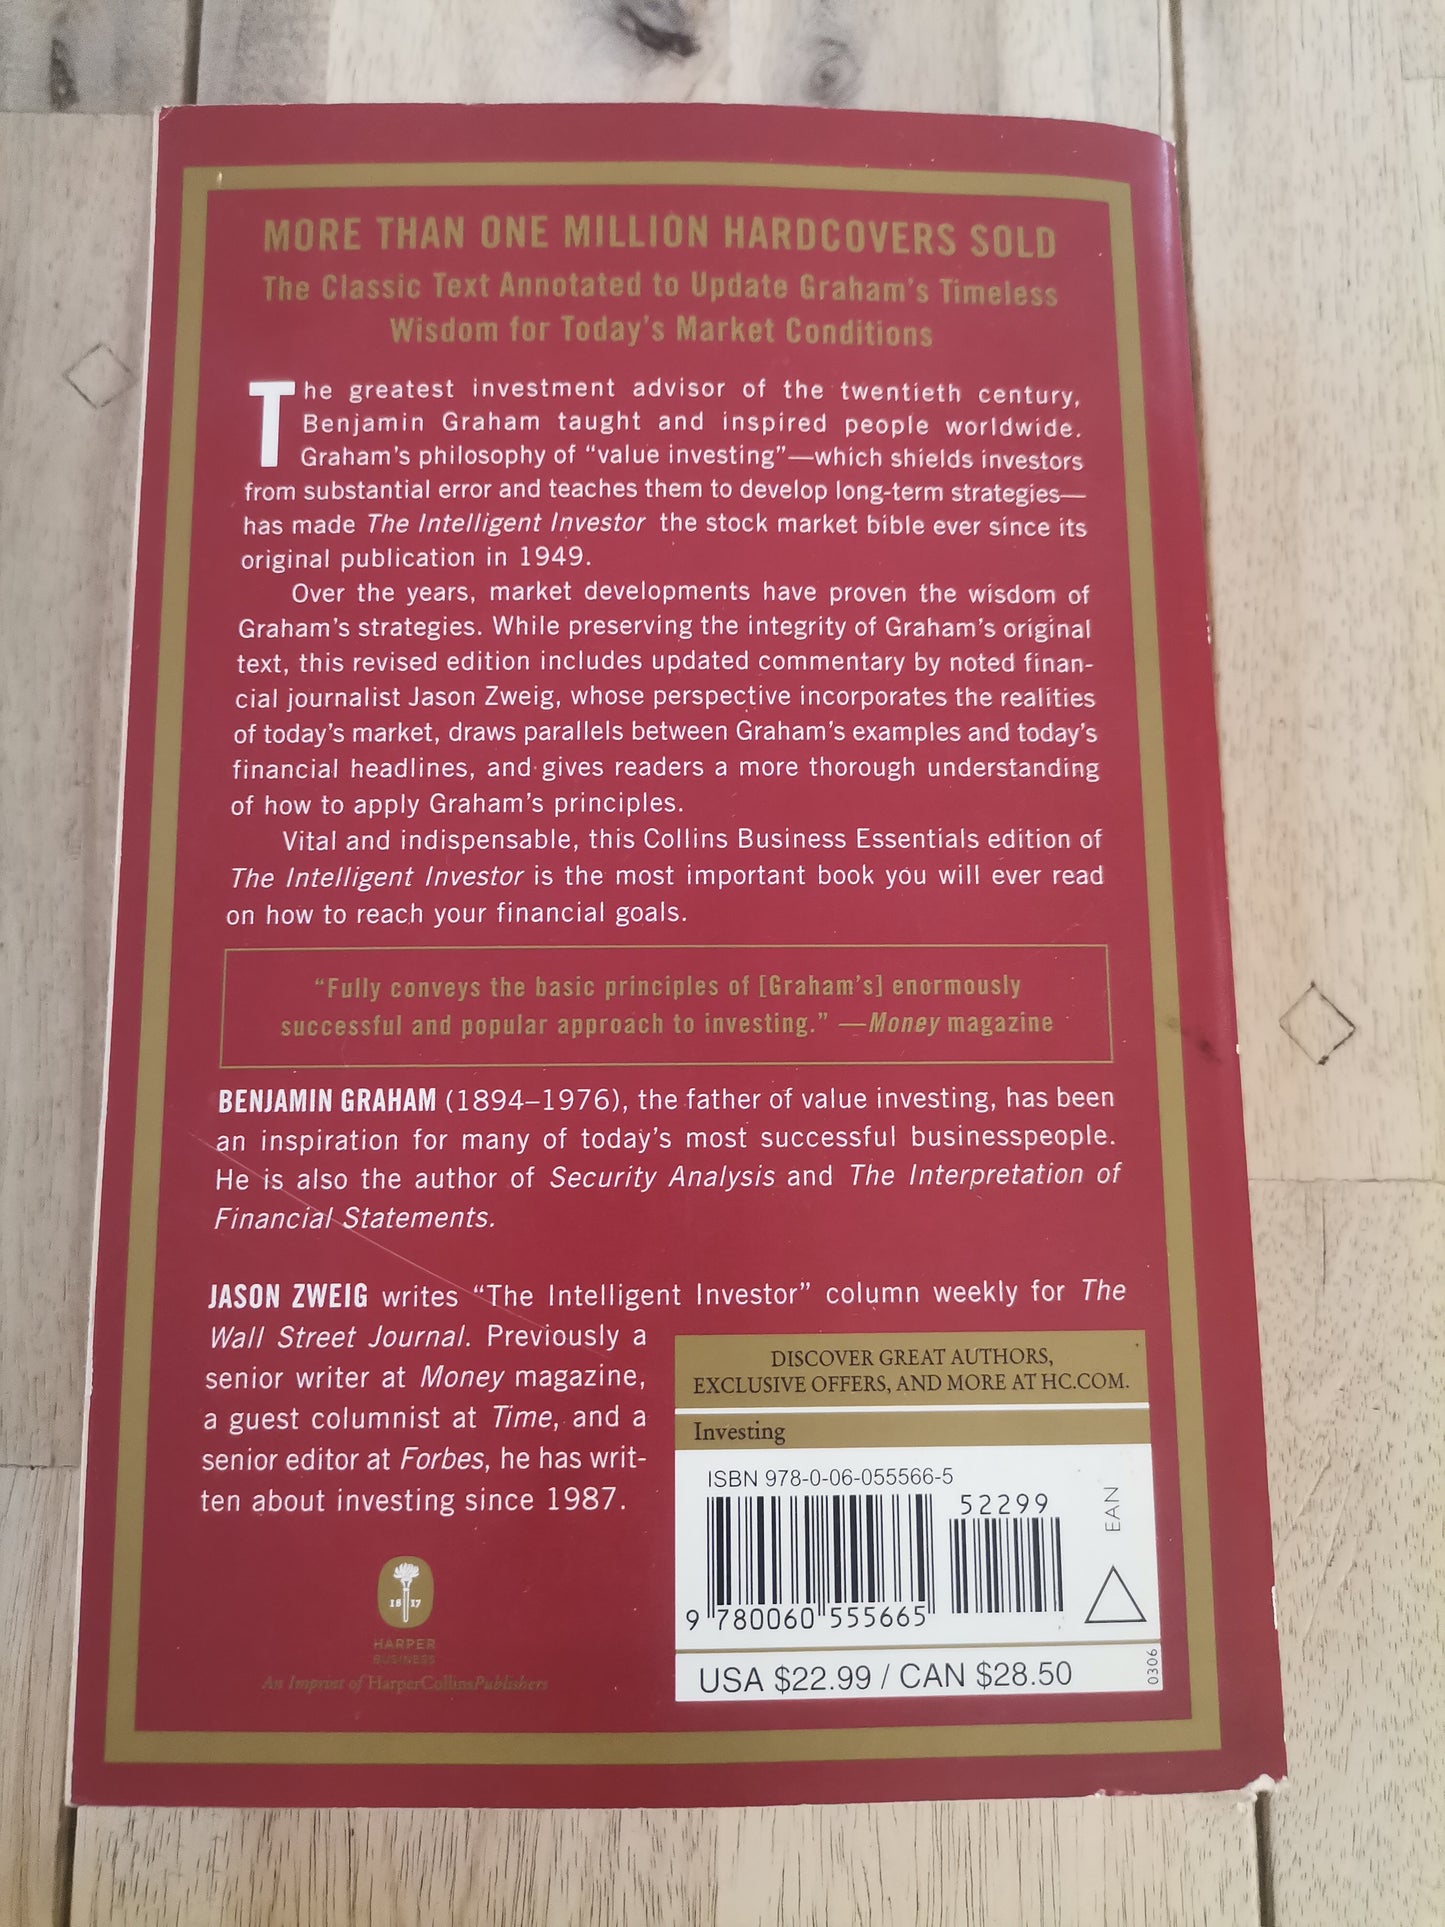 MORE THAN ONE MILLION HARDCOVERS SOLD
The Classic Text Annotated to Update Graham's Timeless
Wisdom for Today's Market Conditions
The greatest investment advisor of the twentieth century,
Benjamin Graham taught and inspired people worldwide.
Graham's philosophy of “value investing”—which shields investors
from substantial error and teaches them to develop long-term strategies—
has made The Intelligent Investor the stock market bible ever since its
original publication in 1949.
Over the years, market developments have proven the wisdom of
Graham's strategies. While preserving the integrity of Graham's original
text, this revised edition includes updated commentary by noted finan-
cial journalist Jason Zweig, whose perspective incorporates the realities
of today's market, draws parallels between Graham's examples and today's
financial headlines, and gives readers a more thorough understanding
of how to apply Graham's principles.
Vital and indispensable, this Collins Business Essentials edition of
The Intelligent Investor is the most important book you will ever read
on how to reach your financial goals.
“Fully conveys the basic principles of [Graham's] enormously
successful and popular approach to investing.” —Money magazine
BENJAMIN GRAHAM (1894–1976), the father of value investing, has been
an inspiration for many of today's most successful businesspeople.
He is also the author of Security Analysis and The Interpretation of
Financial Statements.
JASON ZWEIG writes “The Intelligent Investor” column weekly for The
Wall Street Journal. Previously a
senior writer at Money magazine,
a guest columnist at Time, and a
senior editor at Forbes, he has writ-
ten about investing since 1987.
18 17
HARPER
BUSINESS
An Imprint of HarperCollinsPublishers
DISCOVER GREAT AUTHORS,
EXCLUSIVE OFFERS, AND MORE AT HC.COM.
Investing
ISBN 978-0-06-055566-5
52299
EAN
9 780060 555665
USA $22.99 / CAN $28.50
0306